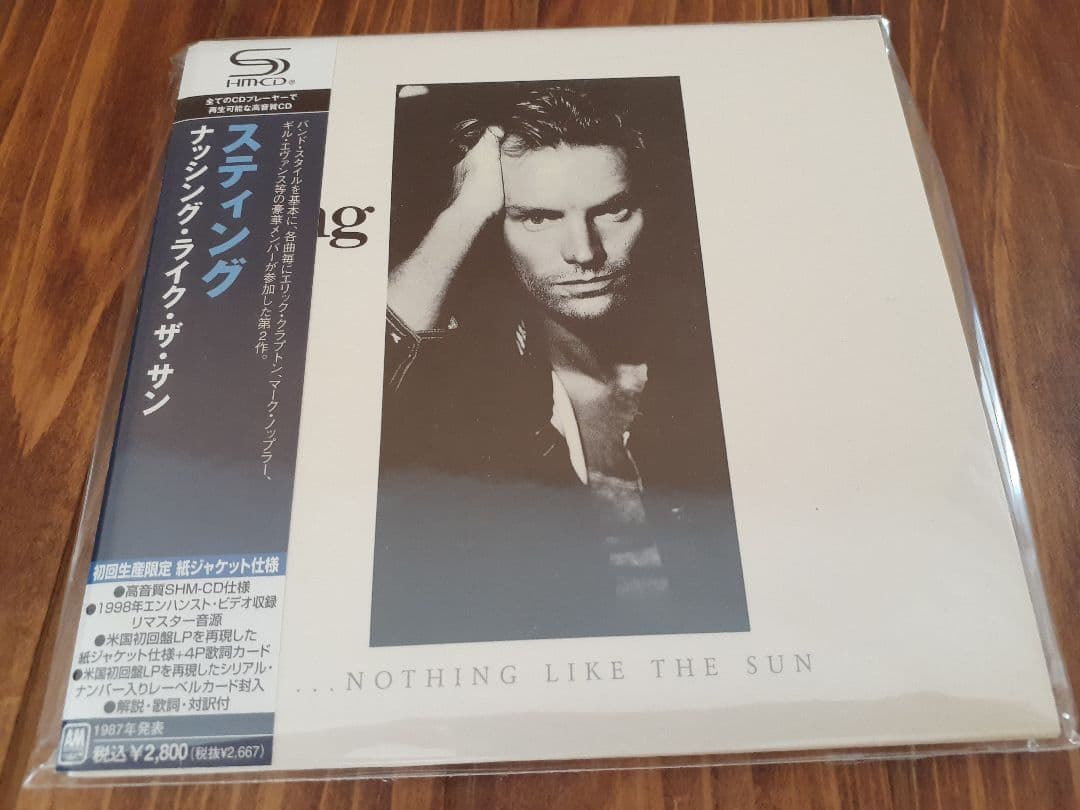 SHM-CD®
全てのCDプレーヤーで
再生可能な高音質CD
スティング
ナッシング・ライク・ザ・サン
バンド・スタイルを基本に、各曲毎にエリック・クラプトン、マーク・ノップラー、
ギル・エヴァンス等の豪華メンバーが参加した第2作。
ng
初回生産限定 紙ジャケット仕様
●高音質SHM-CD仕様
●1998年エンハンスト・ビデオ収録
リマスター音源
●米国初回盤LPを再現した
紙ジャケット仕様+4P歌詞カード
●米国初回盤LPを再現したシリアル・
ナンバー入りレーベルカード封入
●解説・歌詞・対訳付
AM
1987年発表
税込¥2,800(税抜¥2,667)
...NOTHING LIKE THE SUN